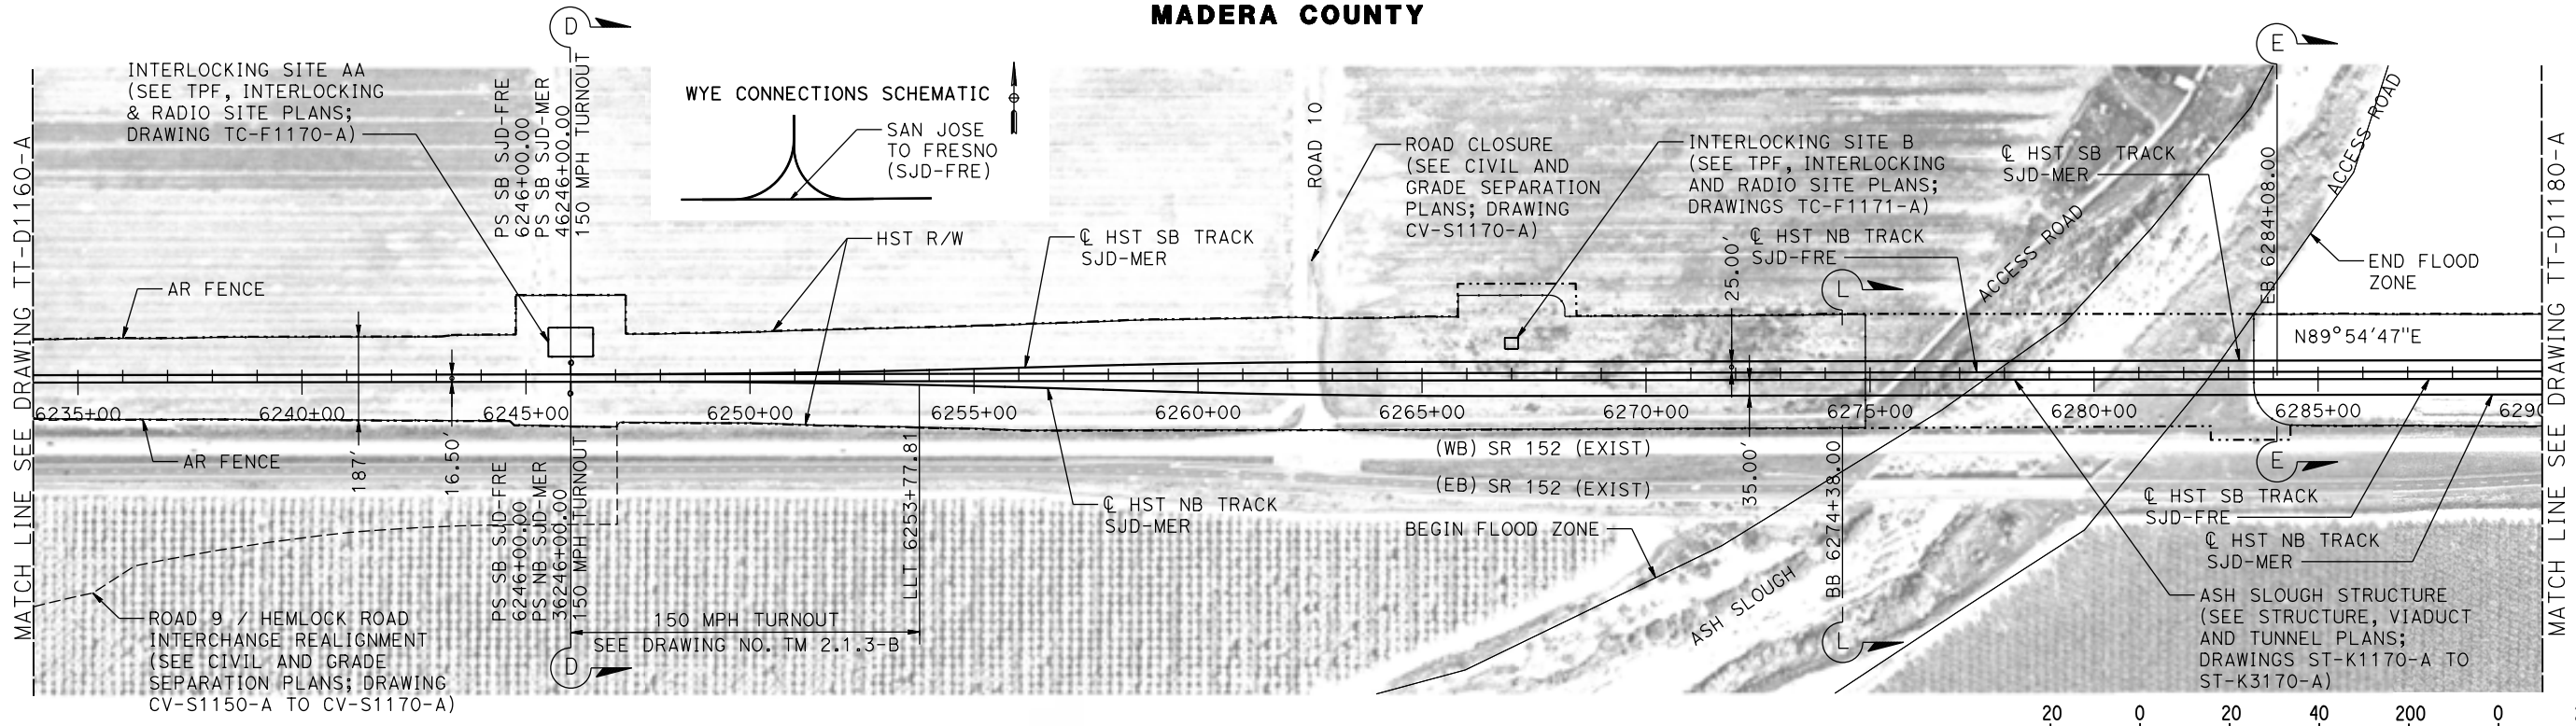 MADERA COUNTY
MATCH LINE SEE DRAWING TT-D1160-A
INTERLOCKING SITE AA
(SEE TPF, INTERLOCKING
& RADIO SITE PLANS;
DRAWING TC-F1170-A)
D
PS SB SJD-FRE
6246+00.00
PS SB SJD-MER
46246+00.00
150 MPH TURNOUT
WYE CONNECTIONS SCHEMATIC
SAN JOSE
TO FRESNO
(SJD-FRE)
HST R/W
℄ HST SB TRACK
SJD-MER
ROAD 10
ROAD CLOSURE
(SEE CIVIL AND
GRADE SEPARATION
PLANS; DRAWING
CV-S1170-A)
INTERLOCKING SITE B
(SEE TPF, INTERLOCKING
AND RADIO SITE PLANS;
DRAWINGS TC-F1171-A)
25.00'
℄ HST NB TRACK
SJD-FRE
L
℄ HST SB TRACK
SJD-MER
ACCESS ROAD
E
EB 6284+08.00
ACCESS ROAD
END FLOOD
ZONE
N89°54'47"E
MATCH LINE SEE DRAWING TT-D1180-A
AR FENCE
6235+00
6240+00
6245+00
6250+00
6255+00
6260+00
6265+00
6270+00
6275+00
6280+00
6285+00
6290
AR FENCE
187'
16.50'
PS SB SJD-FRE
6246+00.00
PS NB SJD-MER
36246+00.00
150 MPH TURNOUT
LLT 6253+77.81
℄ HST NB TRACK
SJD-MER
(WB) SR 152 (EXIST)
(EB) SR 152 (EXIST)
35.00'
BB 6274+38.00
BEGIN FLOOD ZONE
ASH SLOUGH
L
E
℄ HST SB TRACK
SJD-FRE
℄ HST NB TRACK
SJD-MER
ASH SLOUGH STRUCTURE
(SEE STRUCTURE, VIADUCT
AND TUNNEL PLANS;
DRAWINGS ST-K1170-A TO
ST-K3170-A)
ROAD 9 / HEMLOCK ROAD
INTERCHANGE REALIGNMENT
(SEE CIVIL AND GRADE
SEPARATION PLANS; DRAWING
CV-S1150-A TO CV-S1170-A)
150 MPH TURNOUT
SEE DRAWING NO. TM 2.1.3-B
D
20 0 20 40 200 0